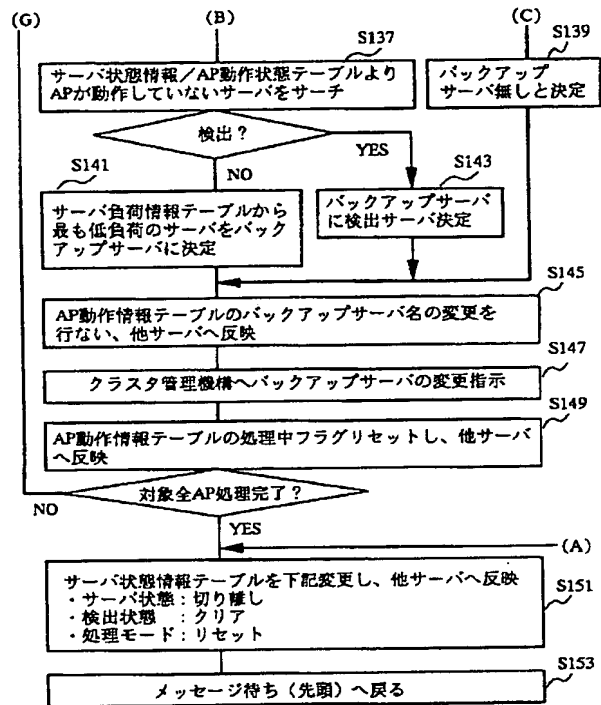 (G)
(B)
(C)
S137
S139
サーバ状態情報/AP動作状態テーブルより
APが動作していないサーバをサーチ
バックアップ
サーバ無しと決定
検出?
YES
NO
S141
S143
サーバ負荷情報テーブルから
最も低負荷のサーバをバック
アップサーバに決定
バックアップサーバ
に検出サーバ決定
S145
AP動作情報テーブルのバックアップサーバ名の変更を
行ない、他サーバへ反映
S147
クラスタ管理機構へバックアップサーバの変更指示
S149
AP動作情報テーブルの処理中フラグリセットし、他サーバ
へ反映
対象全AP処理完了?
NO
YES
(A)
サーバ状態情報テーブルを下記変更し、他サーバへ反映
・サーバ状態:切り離し
・検出状態 :クリア
・処理モード:リセット
S151
S153
メッセージ待ち(先頭)へ戻る